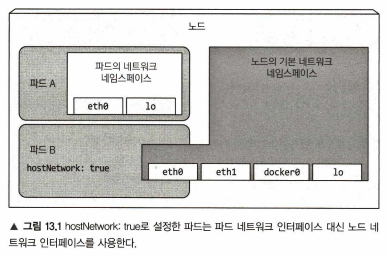 노드
파드 A
파드의 네트워크
네임스페이스
eth0
lo
노드의 기본 네트워크
네임스페이스
파드 B
hostNetwork: true
eth0
eth1
docker0
lo
▲ 그림 13.1 hostNetwork: true로 설정한 파드는 파드 네트워크 인터페이스 대신 노드 네
트워크 인터페이스를 사용한다.